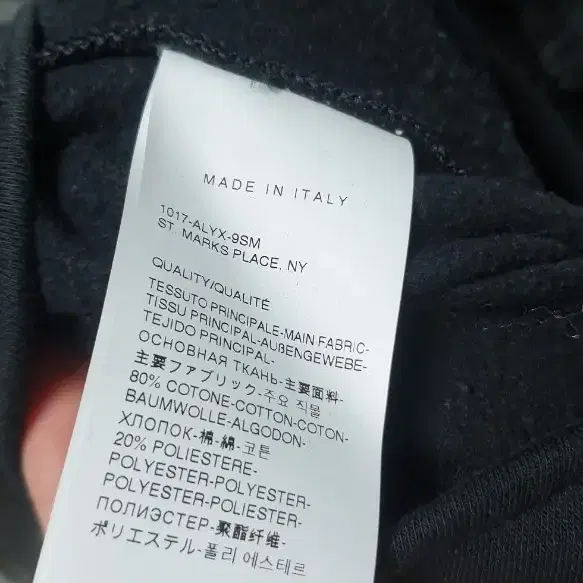 MADE IN ITALY
1017-ALYX-9SM
ST. MARKS PLACE, NY
QUALITY/QUALITÉ
TESSUTO PRINCIPALE-MAIN FABRIC-
TISSU PRINCIPAL-AUßENGEWEBE-
TEJIDO PRINCIPAL-
ОСНОВНАЯ ТКАНЬ-主要面料-
主要ファブリック-주요 직물
80% COTONE-COTTON-COTON-
BAUMWOLLE-ALGODON-
ХЛОПОК-棉-綿-코튼
20% POLIESTERE-
POLYESTER-POLYESTER-
POLYESTER-POLIESTER-
ПОЛИЭСТЕР-聚酯纤维-
ポリエステル-폴리 에스테르